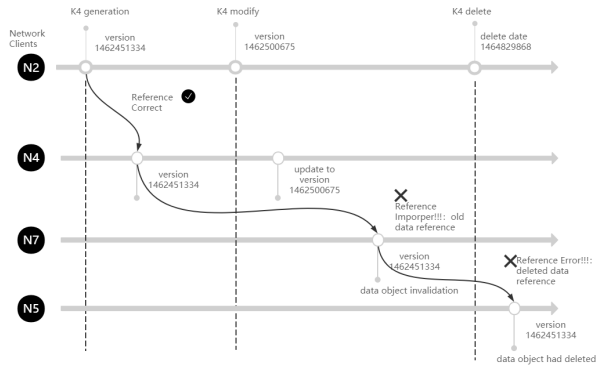 K4 generation
K4 modify
K4 delete
Network
Clients
version
1462451334
version
1462500675
delete date
1464829868
N2
Reference
Correct
N4
version
1462451334
update to
version
1462500675
Reference
Imporper!!!: old
data reference
N7
version
1462451334
Reference Error!!!:
deleted data
reference
data object invalidation
N5
version
1462451334
data object had deleted